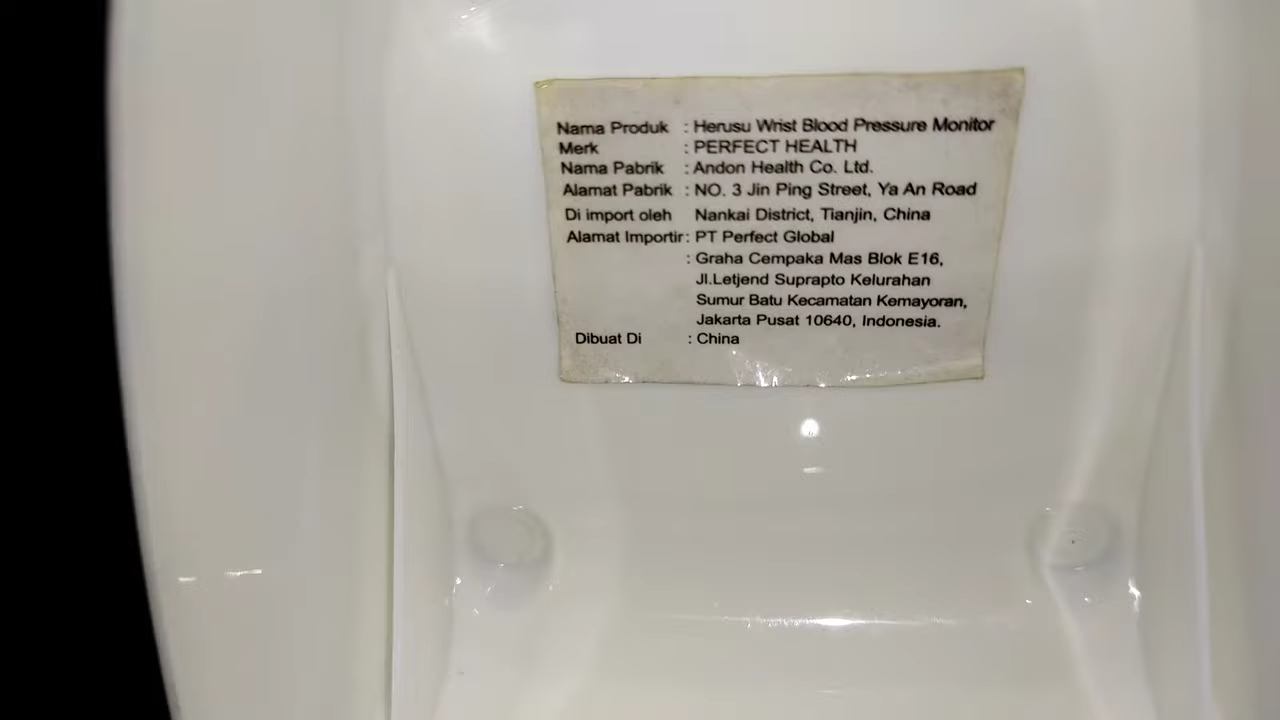 Nama Produk : Herusu Wrist Blood Pressure Monitor
Merk : PERFECT HEALTH
Nama Pabrik : Andon Health Co. Ltd.
Alamat Pabrik : NO. 3 Jin Ping Street, Ya An Road
Di import oleh Nankai District, Tianjin, China
Alamat Importir : PT Perfect Global
: Graha Cempaka Mas Blok E16,
Jl.Letjend Suprapto Kelurahan
Sumur Batu Kecamatan Kemayoran,
Jakarta Pusat 10640, Indonesia.
Dibuat Di : China